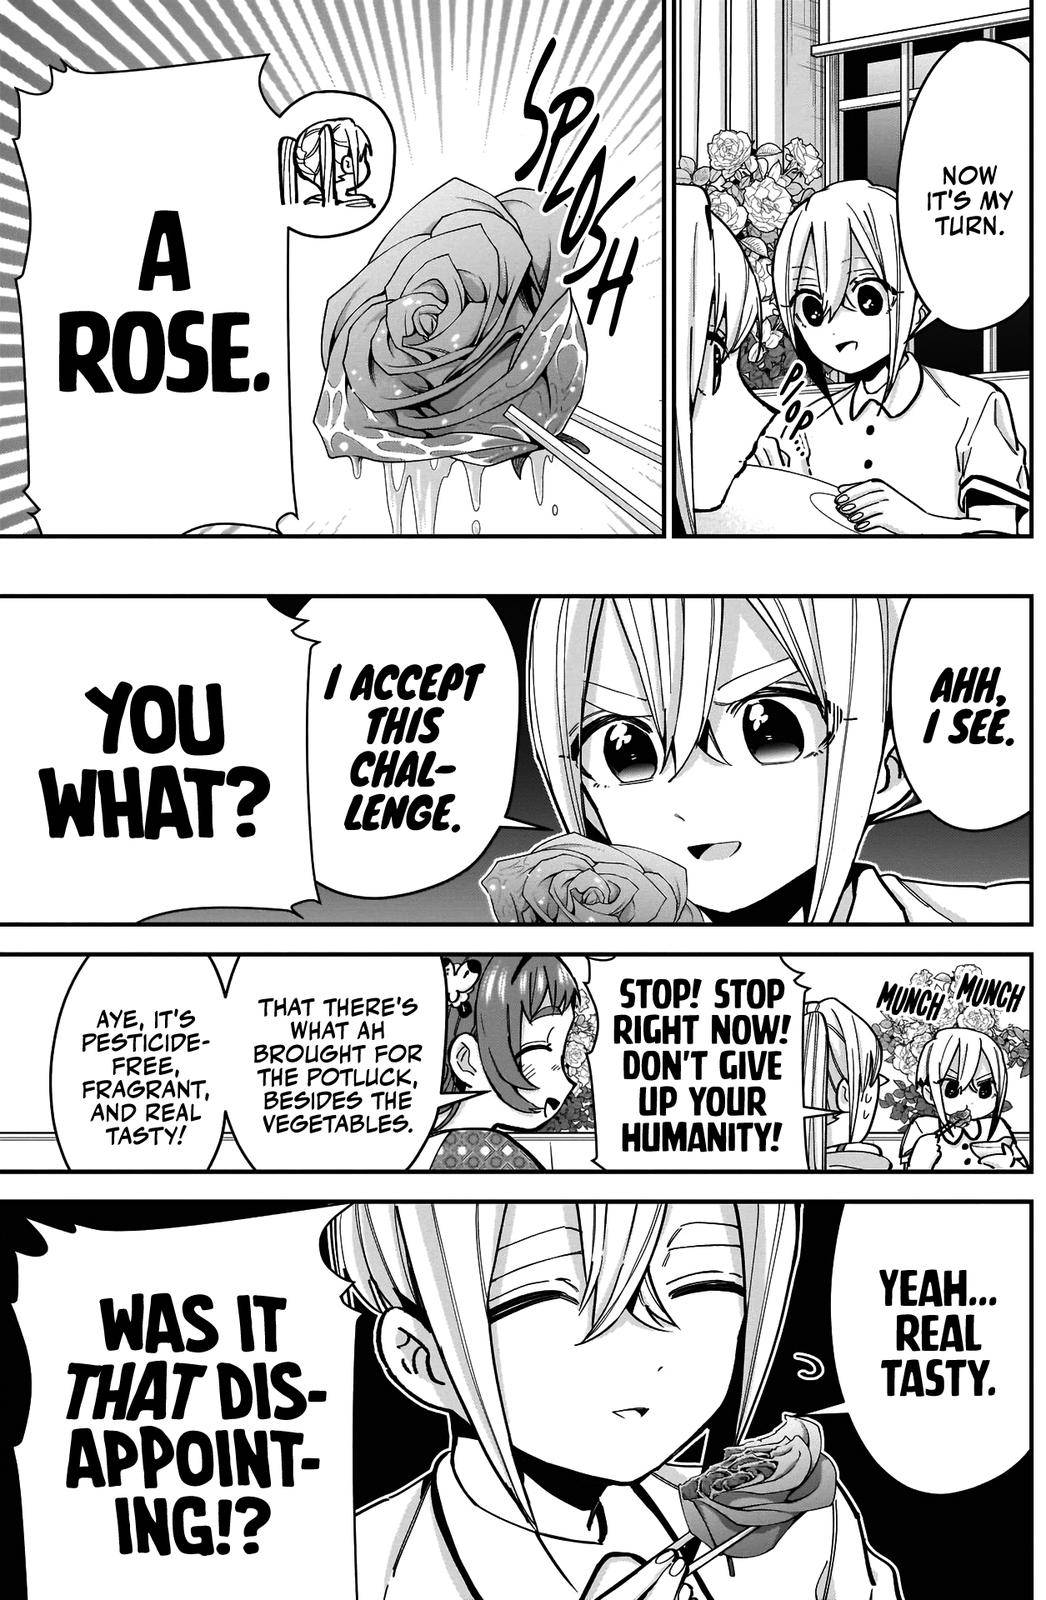 NOW
IT'S MY
TURN.
PLOP
SPLOSH
A
ROSE.
AHH,
I SEE.
I ACCEPT
THIS
CHAL-
LENGE.
YOU
WHAT?
MUNCH
MUNCH
STOP! STOP
RIGHT NOW!
DON'T GIVE
UP YOUR
HUMANITY!
THAT THERE'S
WHAT AH
BROUGHT FOR
THE POTLUCK,
BESIDES THE
VEGETABLES.
AYE, IT'S
PESTICIDE-
FREE,
FRAGRANT,
AND REAL
TASTY!
YEAH...
REAL
TASTY.
WAS IT
THAT DIS-
APPOINT-
ING!?